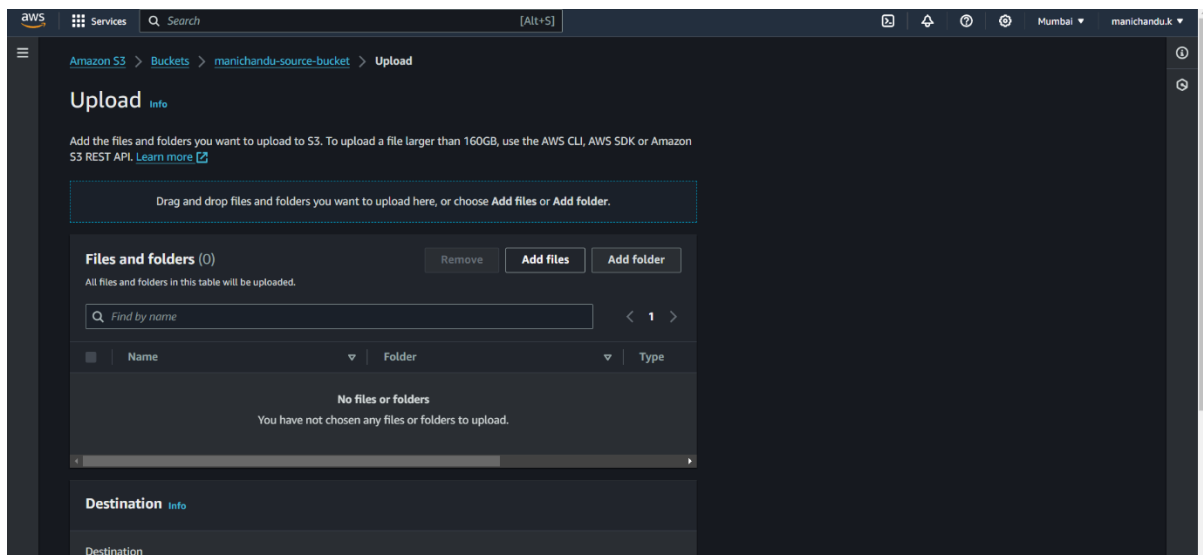 aws Services Search [Alt+S] Mumbai manichandu.k
Amazon S3 > Buckets > manichandu-source-bucket > Upload
Upload Info
Add the files and folders you want to upload to S3. To upload a file larger than 160GB, use the AWS CLI, AWS SDK or Amazon
S3 REST API. Learn more
Drag and drop files and folders you want to upload here, or choose Add files or Add folder.
Files and folders (0) Remove Add files Add folder
All files and folders in this table will be uploaded.
Find by name < 1 >
Name Folder Type
No files or folders
You have not chosen any files or folders to upload.
Destination Info
Destination